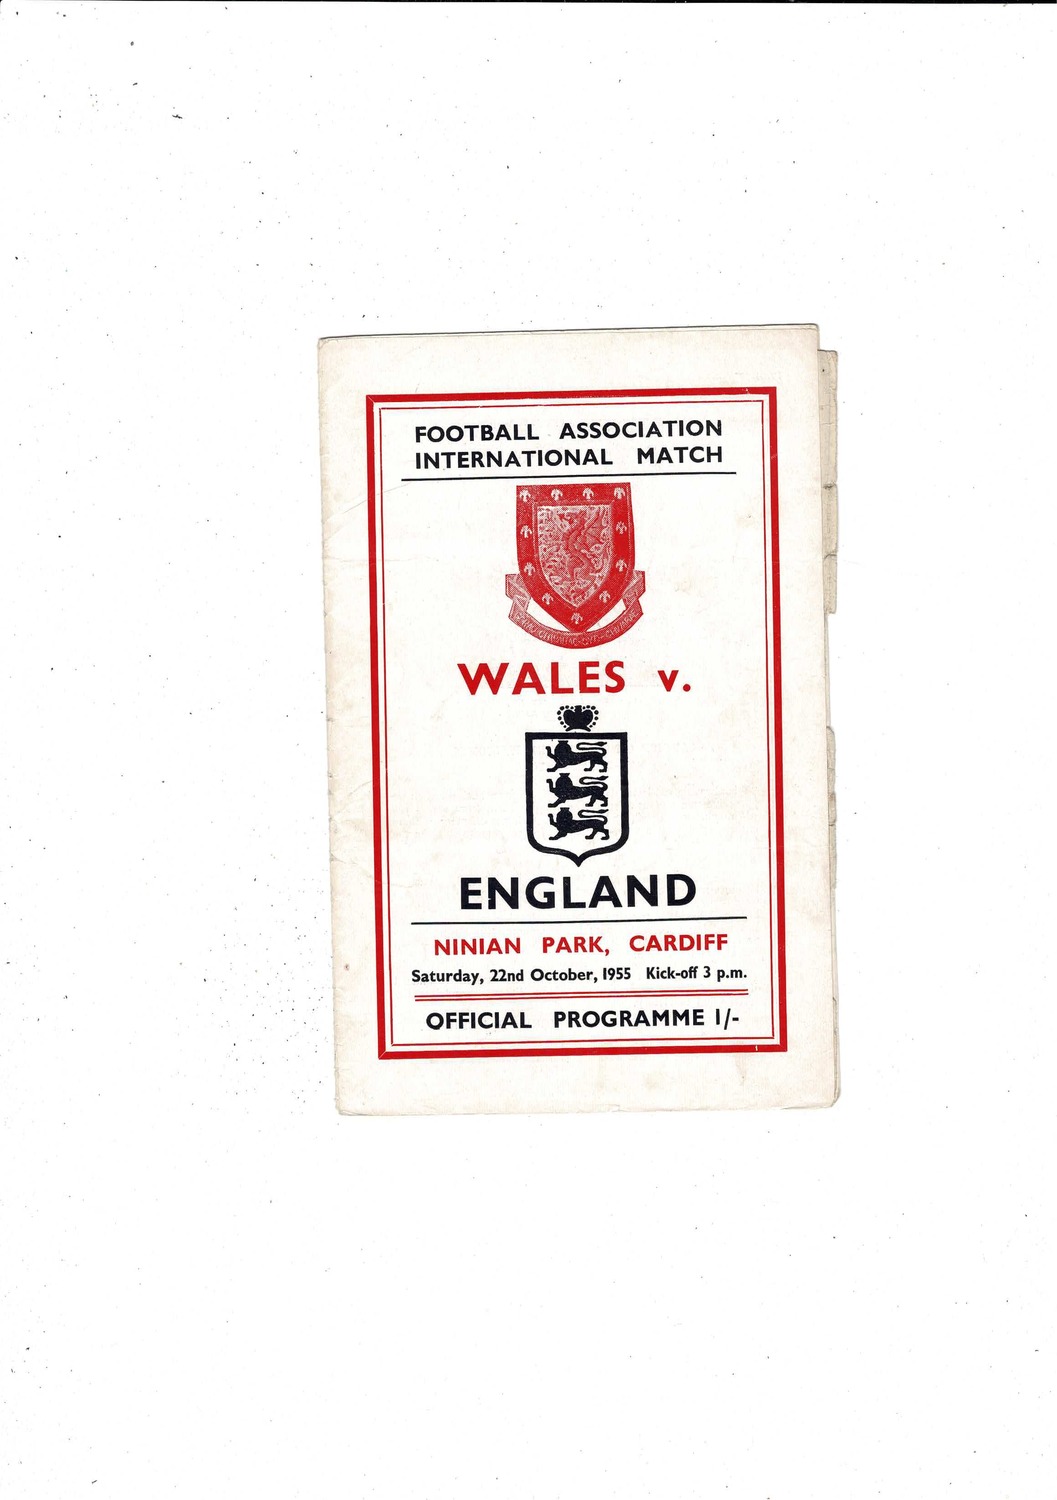 FOOTBALL ASSOCIATION
INTERNATIONAL MATCH
WALES v.
ENGLAND
NINIAN PARK, CARDIFF
Saturday, 22nd October, 1955 Kick-off 3 p.m.
OFFICIAL PROGRAMME 1/-